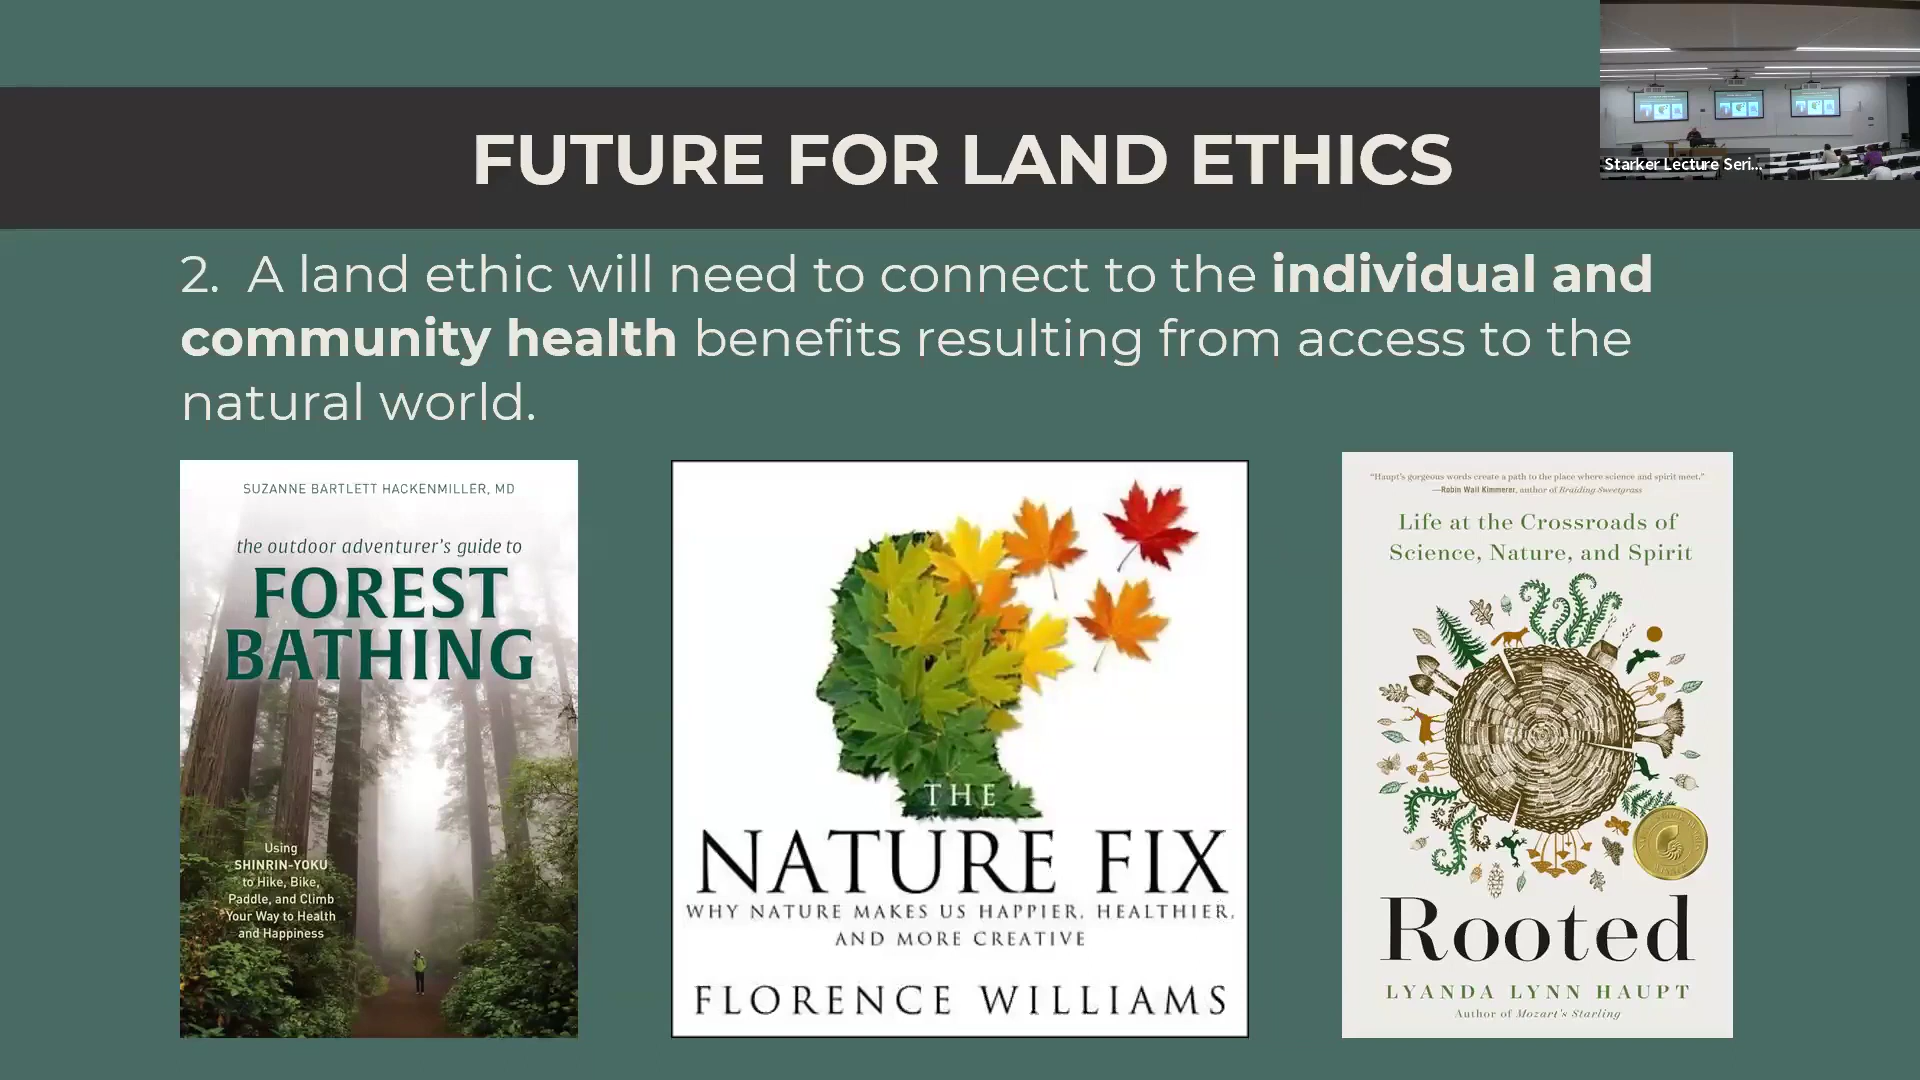 FUTURE FOR LAND ETHICS
Starker Lecture Seri...
2. A land ethic will need to connect to the individual and
community health benefits resulting from access to the
natural world.
SUZANNE BARTLETT HACKENMILLER, MD
the outdoor adventurer's guide to
FOREST
BATHING
Using
SHINRIN-YOKU
to Hike, Bike,
Paddle, and Climb
Your Way to Health
and Happiness
THE
NATURE FIX
WHY NATURE MAKES US HAPPIER, HEALTHIER,
AND MORE CREATIVE
FLORENCE WILLIAMS
"Haupt's gorgeous words create a path to the place where science and spirit meet."
—Robin Wall Kimmerer, author of Braiding Sweetgrass
Life at the Crossroads of
Science, Nature, and Spirit
Rooted
LYANDA LYNN HAUPT
Author of Mozart's Starling